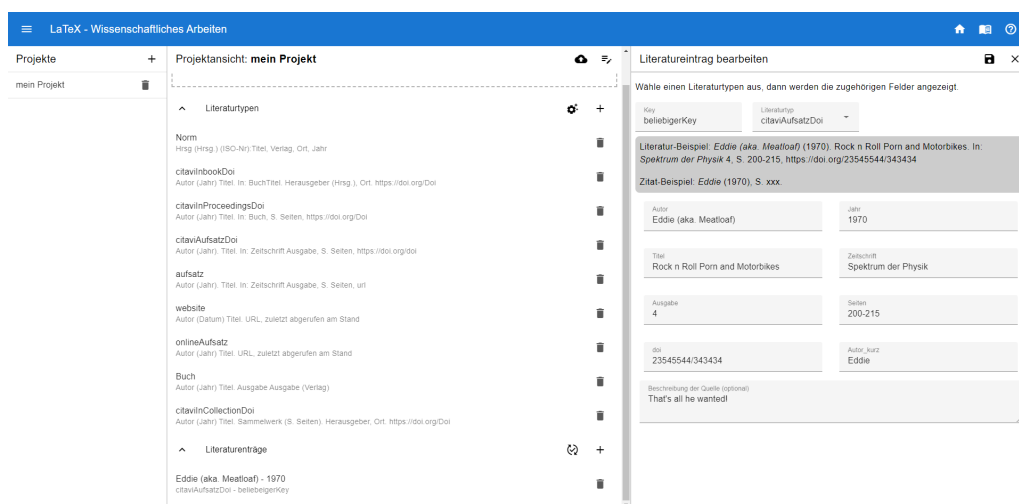 LaTeX - Wissenschaftliches Arbeiten
Projekte
mein Projekt
Projektansicht: mein Projekt
Literaturtypen
Norm
Hrsg (Hrsg.) (ISO-Nr):Titel, Verlag, Ort, Jahr
citaviInbookDoi
Autor (Jahr) Titel. In: BuchTitel. Herausgeber (Hrsg.), Ort. https://doi.org/Doi
citaviInProceedingsDoi
Autor (Jahr) Titel. In: Buch, S. Seiten, https://doi.org/Doi
citaviAufsatzDoi
Autor (Jahr). Titel. In: Zeitschrift Ausgabe, S. Seiten, https://doi.org/doi
aufsatz
Autor (Jahr). Titel. In: Zeitschrift Ausgabe, S. Seiten, url
website
Autor (Datum) Titel. URL, zuletzt abgerufen am Stand
onlineAufsatz
Autor (Jahr) Titel. URL, zuletzt abgerufen am Stand
Buch
Autor (Jahr) Titel. Ausgabe Ausgabe (Verlag)
citaviInCollectionDoi
Autor (Jahr) Titel. Sammelwerk (S. Seiten). Herausgeber, Ort. https://doi.org/Doi
Literaturenträge
Eddie (aka. Meatloaf) - 1970
citaviAufsatzDoi - beliebeigerKey
Literatureintrag bearbeiten
Wähle einen Literaturtypen aus, dann werden die zugehörigen Felder angezeigt.
Key
beliebigerKey
Literaturtyp
citaviAufsatzDoi
Literatur-Beispiel: Eddie (aka. Meatloaf) (1970). Rock n Roll Porn and Motorbikes. In:
Spektrum der Physik 4, S. 200-215, https://doi.org/23545544/343434
Zitat-Beispiel: Eddie (1970), S. xxx.
Autor
Eddie (aka. Meatloaf)
Jahr
1970
Titel
Rock n Roll Porn and Motorbikes
Zeitschrift
Spektrum der Physik
Ausgabe
4
Seiten
200-215
doi
23545544/343434
Autor_kurz
Eddie
Beschreibung der Quelle (optional)
That's all he wanted!